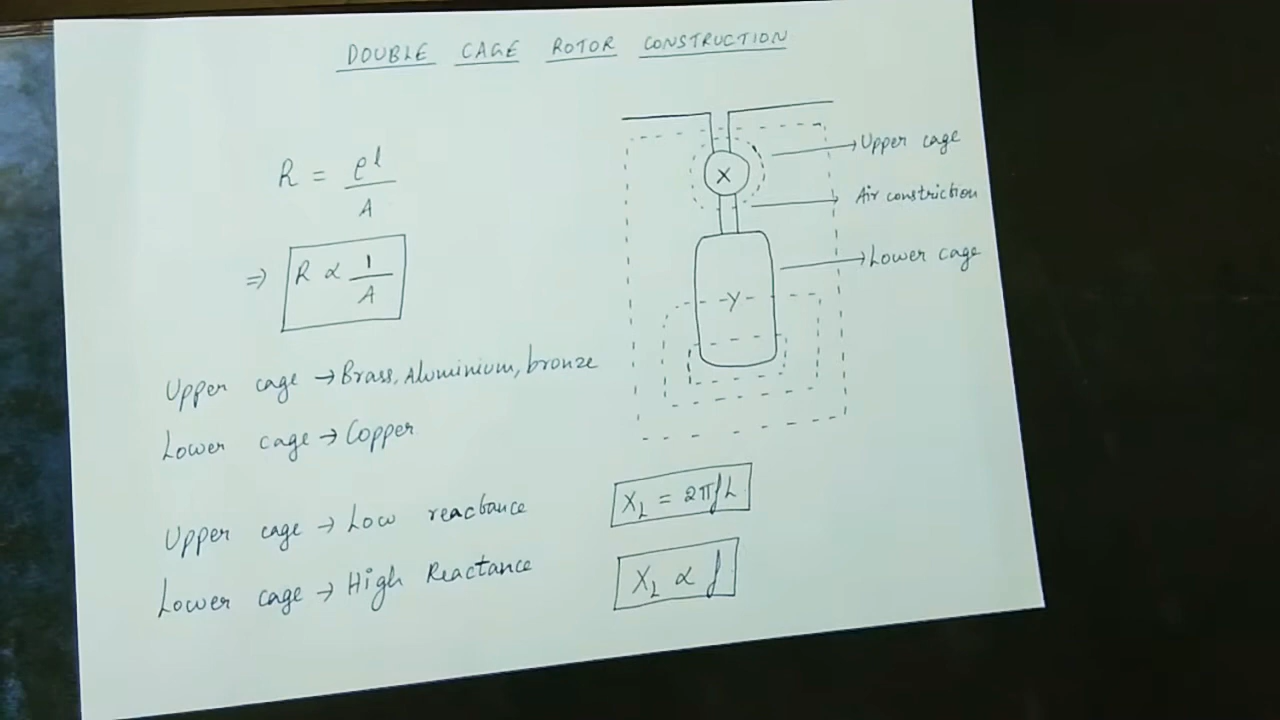 DOUBLE CAGE ROTOR CONSTRUCTION
R = ρl / A
⇒ R ∝ 1 / A
Upper cage → Brass, Aluminium, bronze
Lower cage → Copper
Upper cage → Low reactance
Lower cage → High Reactance
X
Y
→ Upper cage
→ Air constriction
→ Lower cage
X_L = 2πfL
X_L ∝ f